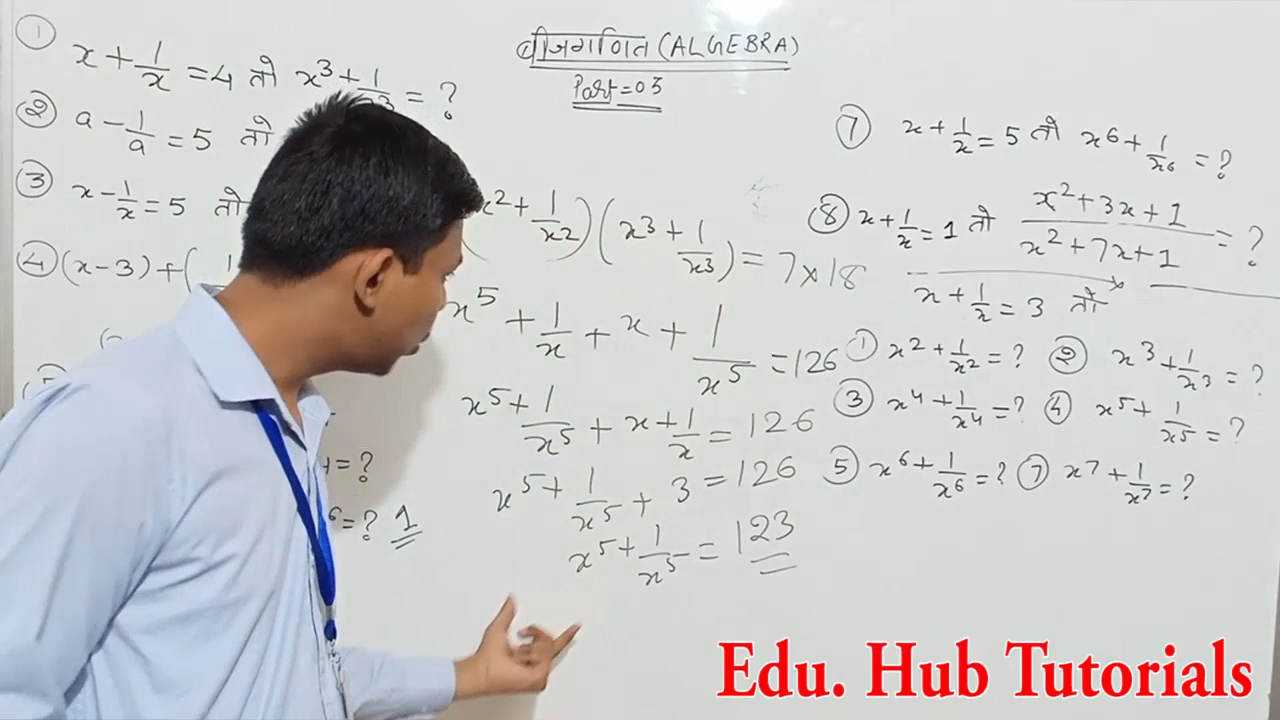 बीजगणित (ALGEBRA)
Part=03
① x + 1/x = 4 तो x³ + 1/x³ = ?
② a - 1/a = 5 तो
③ x - 1/x = 5 तो
④ (x-3) + (1
= ?
⁶ = ? 1
(x² + 1/x²)(x³ + 1/x³) = 7×18
x⁵ + 1/x + x + 1/x⁵ = 126
x⁵ + 1/x⁵ + x + 1/x = 126
x⁵ + 1/x⁵ + 3 = 126
x⁵ + 1/x⁵ = 123
⑦ x + 1/x = 5 तो x⁶ + 1/x⁶ = ?
⑧ x + 1/x = 1 तो (x² + 3x + 1)/(x² + 7x + 1) = ?
x + 1/x = 3 तो
① x² + 1/x² = ? ② x³ + 1/x³ = ?
③ x⁴ + 1/x⁴ = ? ④ x⁵ + 1/x⁵ = ?
⑤ x⁶ + 1/x⁶ = ? ⑦ x⁷ + 1/x⁷ = ?
Edu. Hub Tutorials